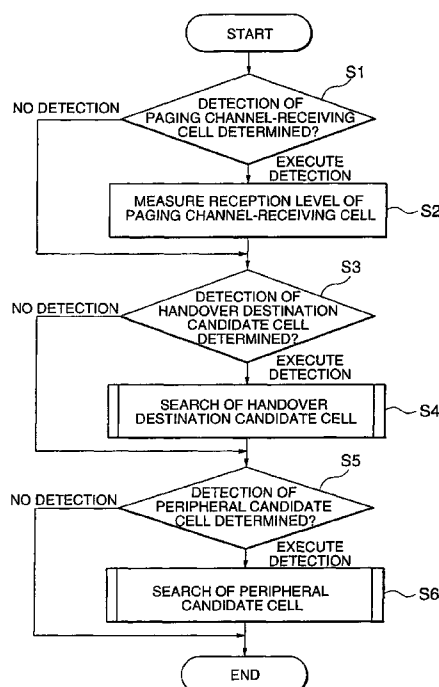 START
S1
NO DETECTION
DETECTION OF
PAGING CHANNEL-RECEIVING
CELL DETERMINED?
EXECUTE
DETECTION
MEASURE RECEPTION LEVEL OF
PAGING CHANNEL-RECEIVING CELL
S2
S3
NO DETECTION
DETECTION OF
HANDOVER DESTINATION
CANDIDATE CELL
DETERMINED?
EXECUTE
DETECTION
SEARCH OF HANDOVER
DESTINATION CANDIDATE CELL
S4
S5
NO DETECTION
DETECTION OF
PERIPHERAL CANDIDATE
CELL DETERMINED?
EXECUTE
DETECTION
SEARCH OF PERIPHERAL
CANDIDATE CELL
S6
END